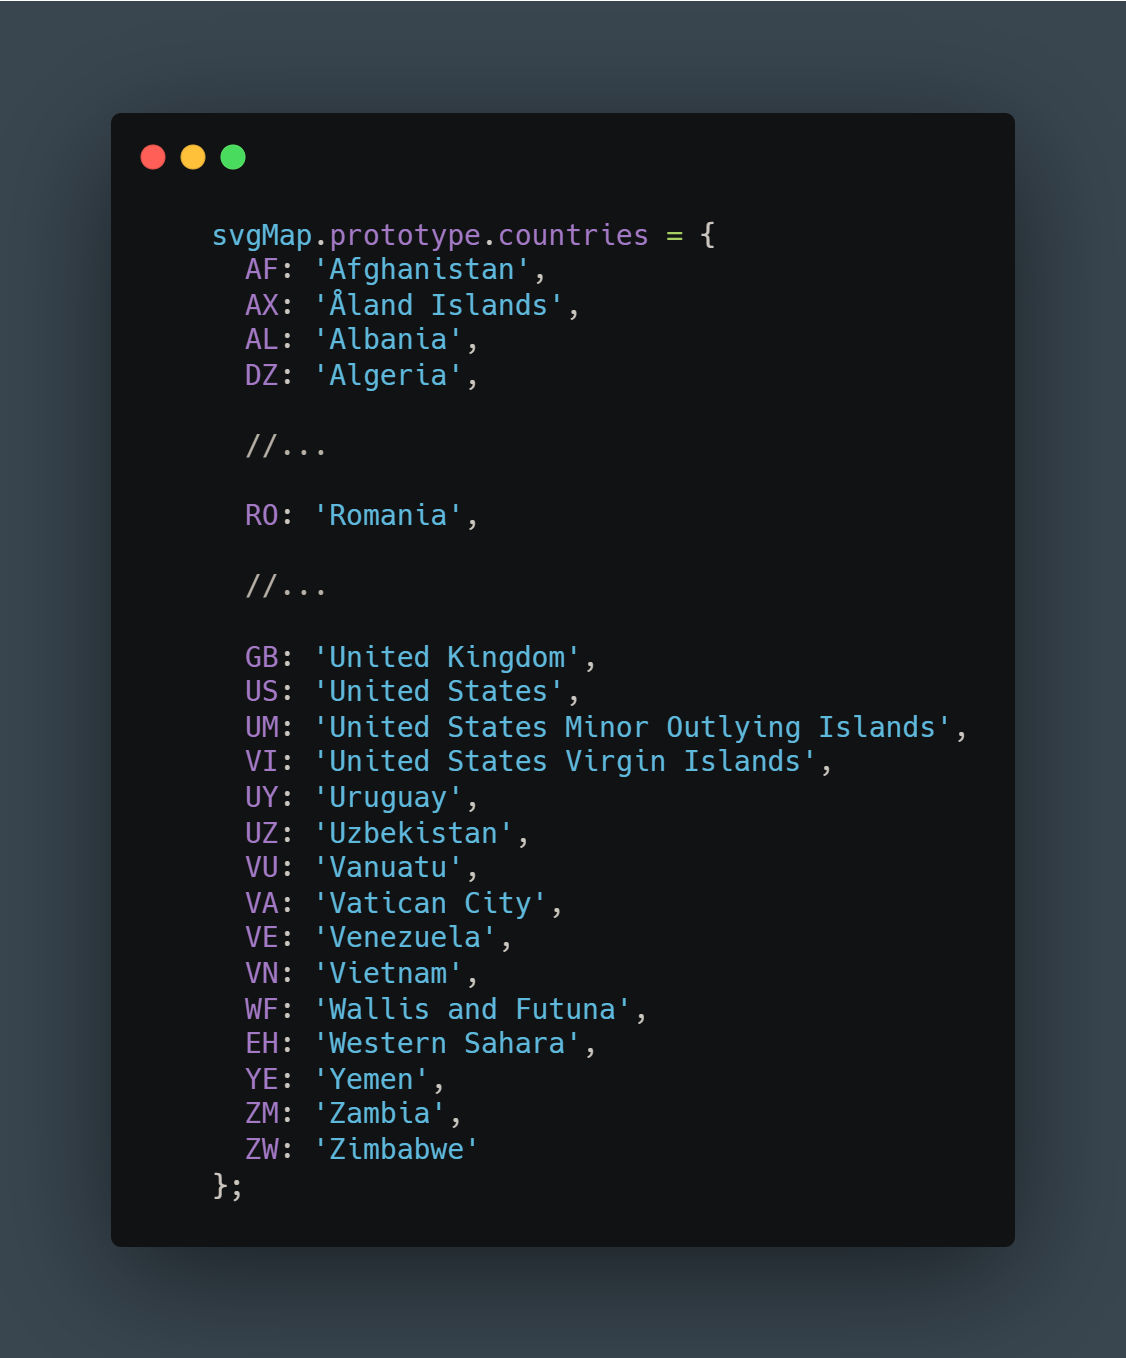 svgMap.prototype.countries = {
  AF: 'Afghanistan',
  AX: 'Åland Islands',
  AL: 'Albania',
  DZ: 'Algeria',

  //...

  RO: 'Romania',

  //...

  GB: 'United Kingdom',
  US: 'United States',
  UM: 'United States Minor Outlying Islands',
  VI: 'United States Virgin Islands',
  UY: 'Uruguay',
  UZ: 'Uzbekistan',
  VU: 'Vanuatu',
  VA: 'Vatican City',
  VE: 'Venezuela',
  VN: 'Vietnam',
  WF: 'Wallis and Futuna',
  EH: 'Western Sahara',
  YE: 'Yemen',
  ZM: 'Zambia',
  ZW: 'Zimbabwe'
};